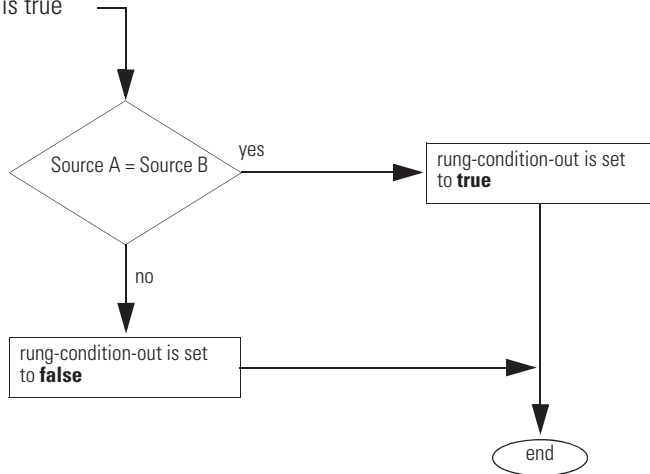 is true
Source A = Source B
yes
rung-condition-out is set
to true
no
rung-condition-out is set
to false
end